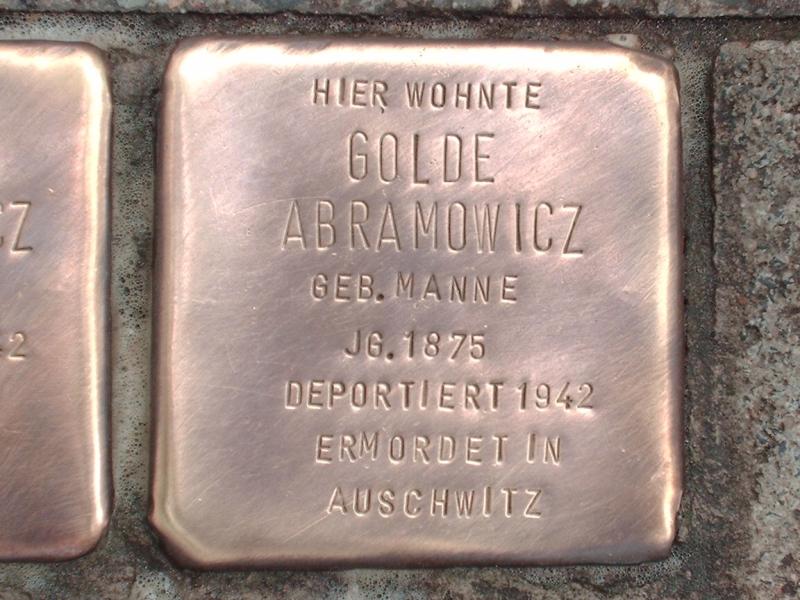 HIER WOHNTE
GOLDE
ABRAMOWICZ
GEB. MANNE
JG. 1875
DEPORTIERT 1942
ERMORDET IN
AUSCHWITZ